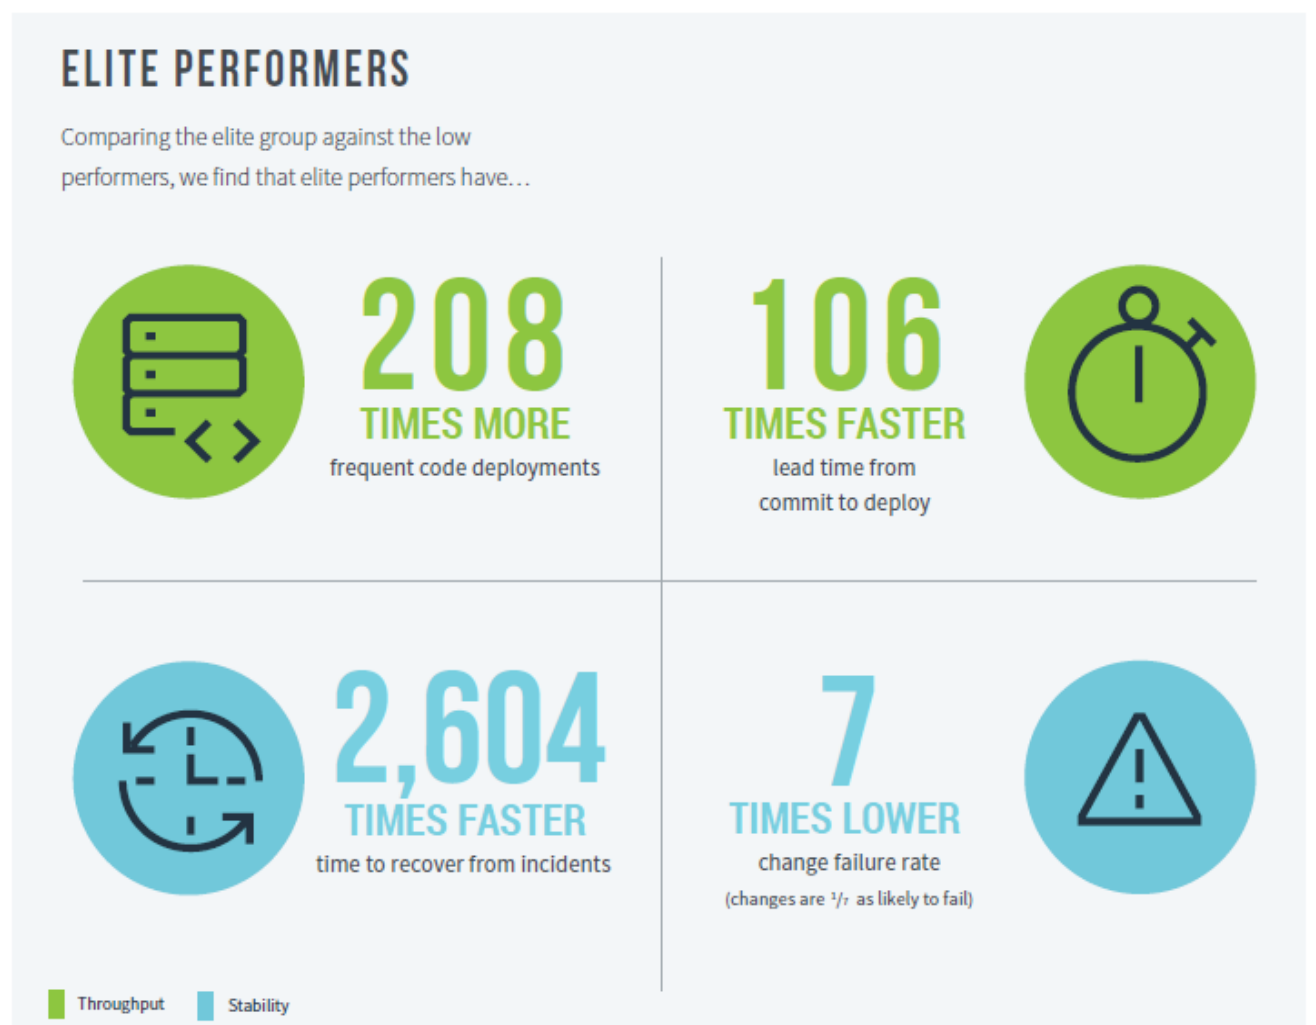 ELITE PERFORMERS
Comparing the elite group against the low
performers, we find that elite performers have...
208
TIMES MORE
frequent code deployments
106
TIMES FASTER
lead time from
commit to deploy
2,604
TIMES FASTER
time to recover from incidents
7
TIMES LOWER
change failure rate
(changes are 1/7 as likely to fail)
Throughput
Stability